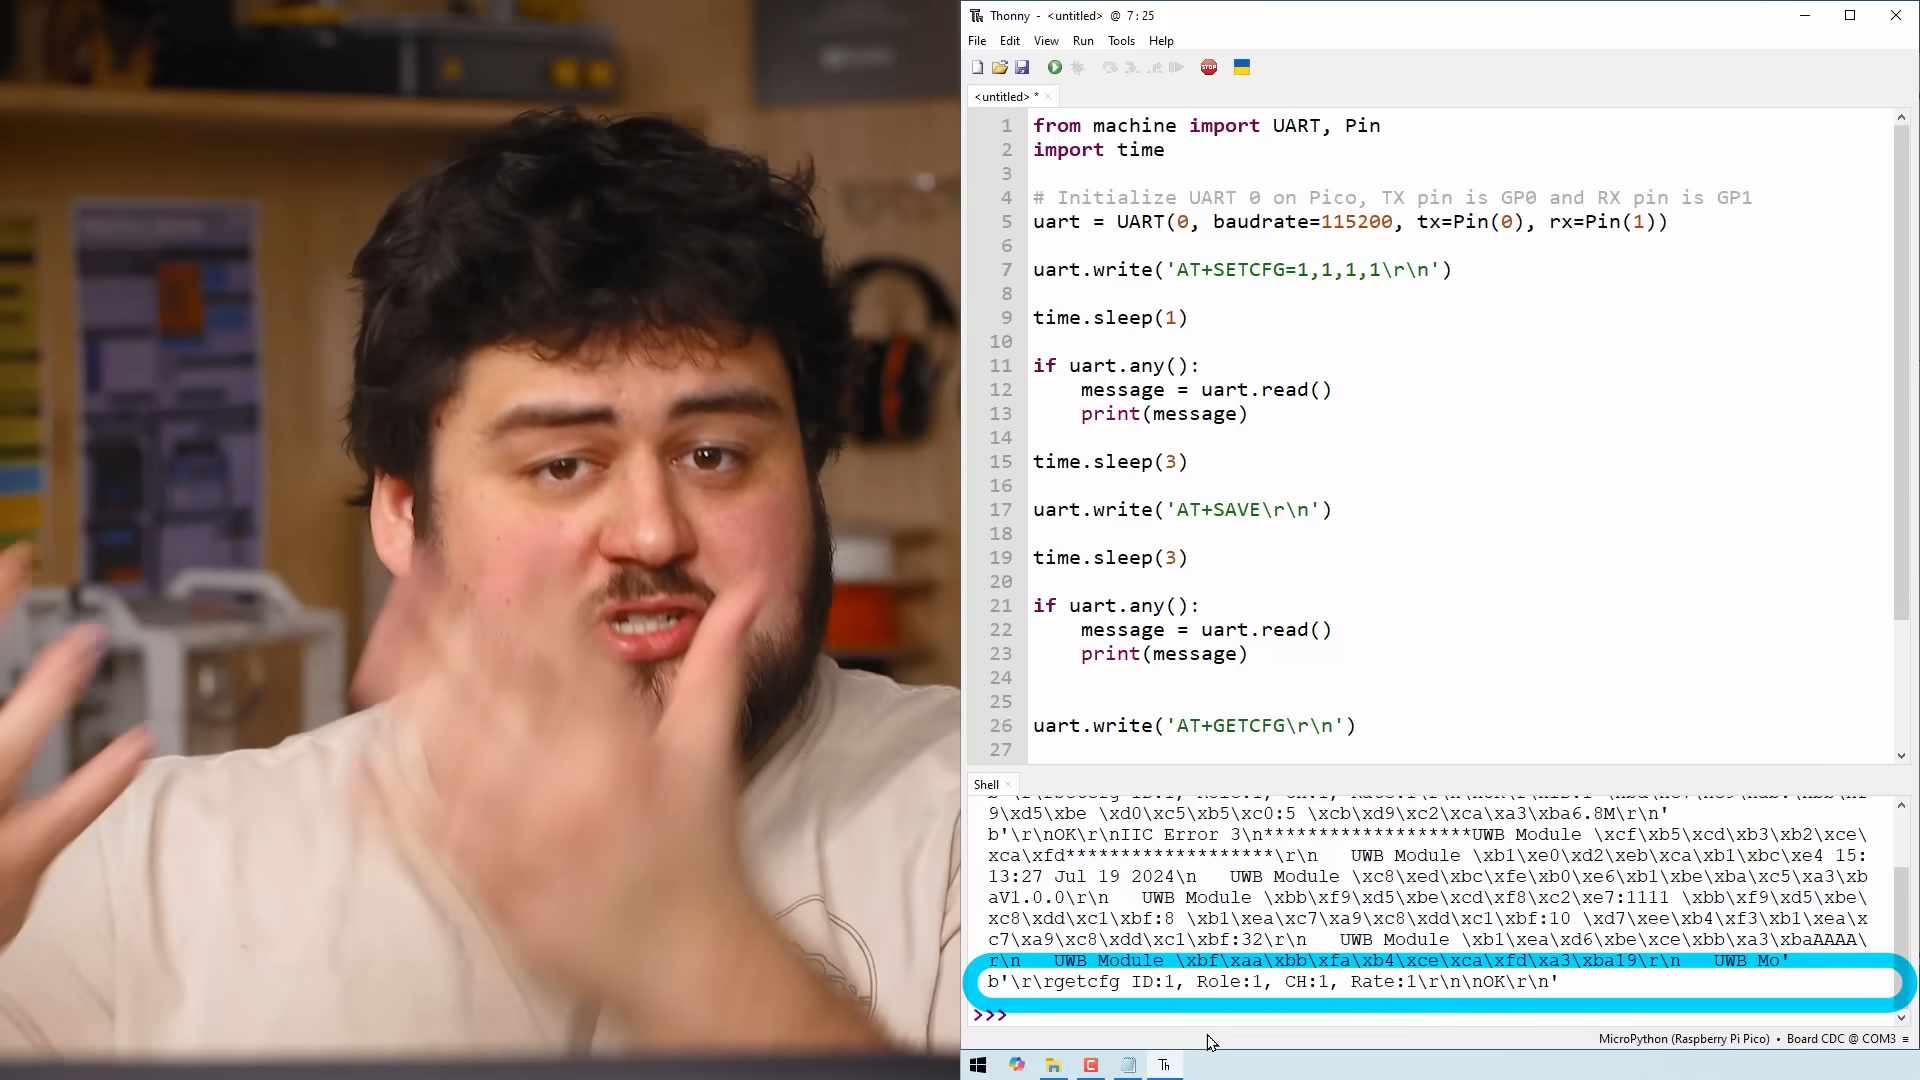 Thonny - <untitled> @ 7:25
File Edit View Run Tools Help
STOP
<untitled> *
1 from machine import UART, Pin
2 import time
3
4 # Initialize UART 0 on Pico, TX pin is GP0 and RX pin is GP1
5 uart = UART(0, baudrate=115200, tx=Pin(0), rx=Pin(1))
6
7 uart.write('AT+SETCFG=1,1,1,1\r\n')
8
9 time.sleep(1)
10
11 if uart.any():
12 message = uart.read()
13 print(message)
14
15 time.sleep(3)
16
17 uart.write('AT+SAVE\r\n')
18
19 time.sleep(3)
20
21 if uart.any():
22 message = uart.read()
23 print(message)
24
25
26 uart.write('AT+GETCFG\r\n')
27
Shell
9\xd5\xbe \xd0\xc5\xb5\xc0:5 \xcb\xd9\xc2\xca\xa3\xba6.8M\r\n'
b'\r\nOK\r\nIIC Error 3\n*******************UWB Module \xcf\xb5\xcd\xb3\xb2\xce\
xca\xfd*******************\r\n UWB Module \xb1\xe0\xd2\xeb\xca\xb1\xbc\xe4 15:
13:27 Jul 19 2024\n UWB Module \xc8\xed\xbc\xfe\xb0\xe6\xb1\xbe\xba\xc5\xa3\xb
aV1.0.0\r\n UWB Module \xbb\xf9\xd5\xbe\xcd\xf8\xc2\xe7:1111 \xbb\xf9\xd5\xbe\
xc8\xdd\xc1\xbf:8 \xb1\xea\xc7\xa9\xc8\xdd\xc1\xbf:10 \xd7\xee\xb4\xf3\xb1\xea\x
c7\xa9\xc8\xdd\xc1\xbf:32\r\n UWB Module \xb1\xea\xd6\xbe\xce\xbb\xa3\xbaAAAA\
r\n UWB Module \xbf\xaa\xbb\xfa\xb4\xce\xca\xfd\xa3\xba19\r\n UWB Mo'
b'\r\rgetcfg ID:1, Role:1, CH:1, Rate:1\r\n\nOK\r\n'
>>>
MicroPython (Raspberry Pi Pico) • Board CDC @ COM3 ≡
Th